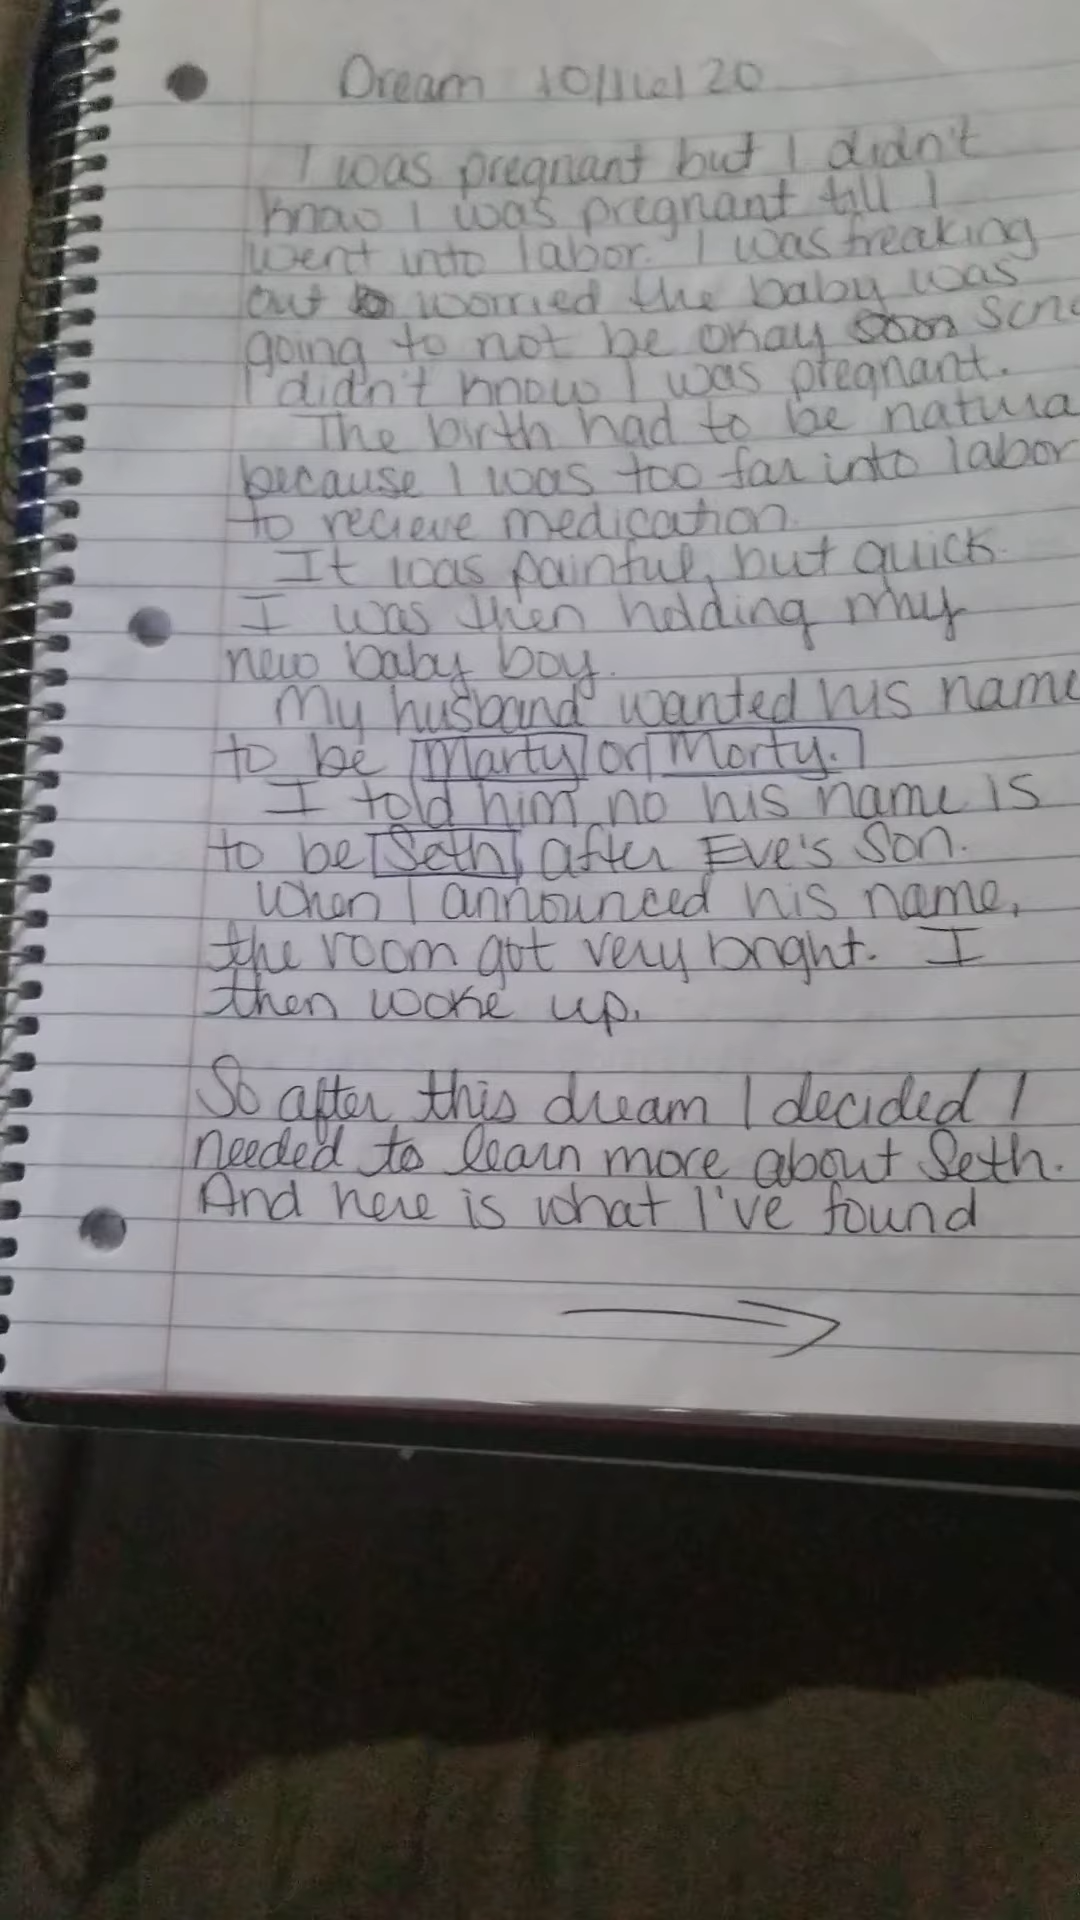 Dream 10/16/20
I was pregnant but I didn't
know I was pregnant till I
went into labor. I was freaking
out worried the baby was
going to not be okay
I didn't know I was pregnant.
The birth had to be natura
because I was too far into labor
to recieve medication.
It was painful, but quick.
I was then holding my
new baby boy.
My husband wanted his name
to be Marty or Morty.
I told him no his name is
to be Seth after Eve's Son.
When I announced his name,
the room got very bright. I
then woke up.
So after this dream I decided I
needed to learn more about Seth.
And here is what I've found